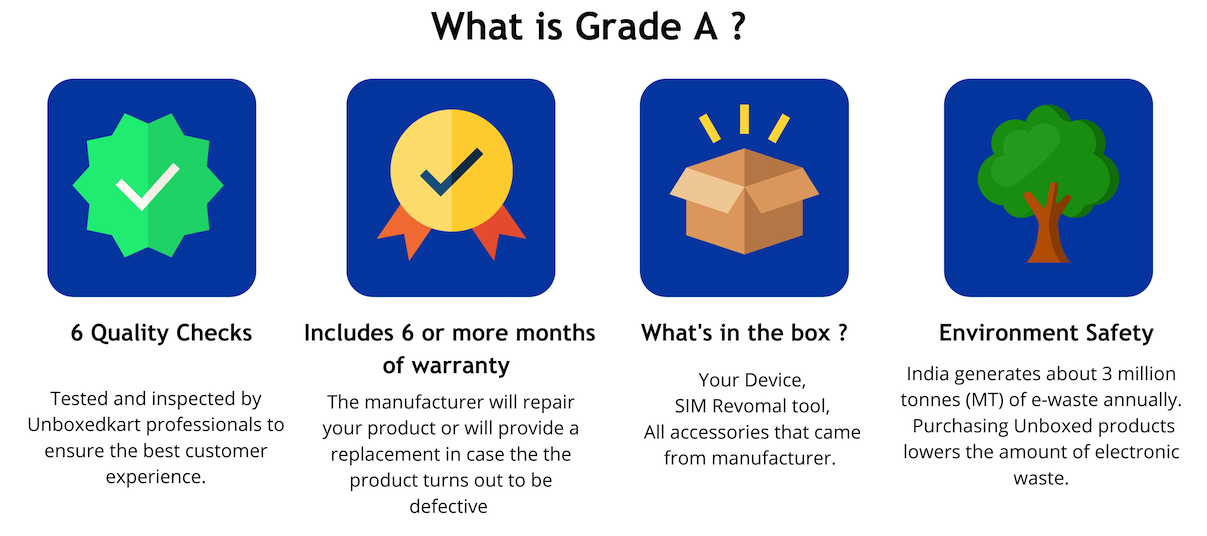 What is Grade A ?
6 Quality Checks
Tested and inspected by
Unboxedkart professionals to
ensure the best customer
experience.
Includes 6 or more months
of warranty
The manufacturer will repair
your product or will provide a
replacement in case the the
product turns out to be
defective
What's in the box ?
Your Device,
SIM Revomal tool,
All accessories that came
from manufacturer.
Environment Safety
India generates about 3 million
tonnes (MT) of e-waste annually.
Purchasing Unboxed products
lowers the amount of electronic
waste.